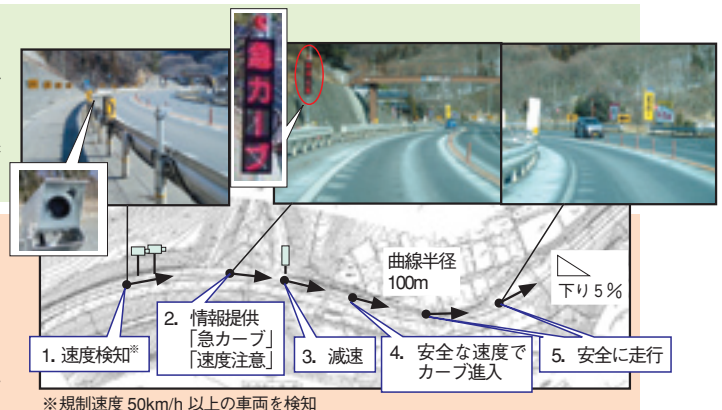 急カーブ
曲線半径
100m
下り5％
1. 速度検知※
2. 情報提供
「急カーブ」
「速度注意」
3. 減速
4. 安全な速度で
カーブ進入
5. 安全に走行
※規制速度 50km/h 以上の車両を検知